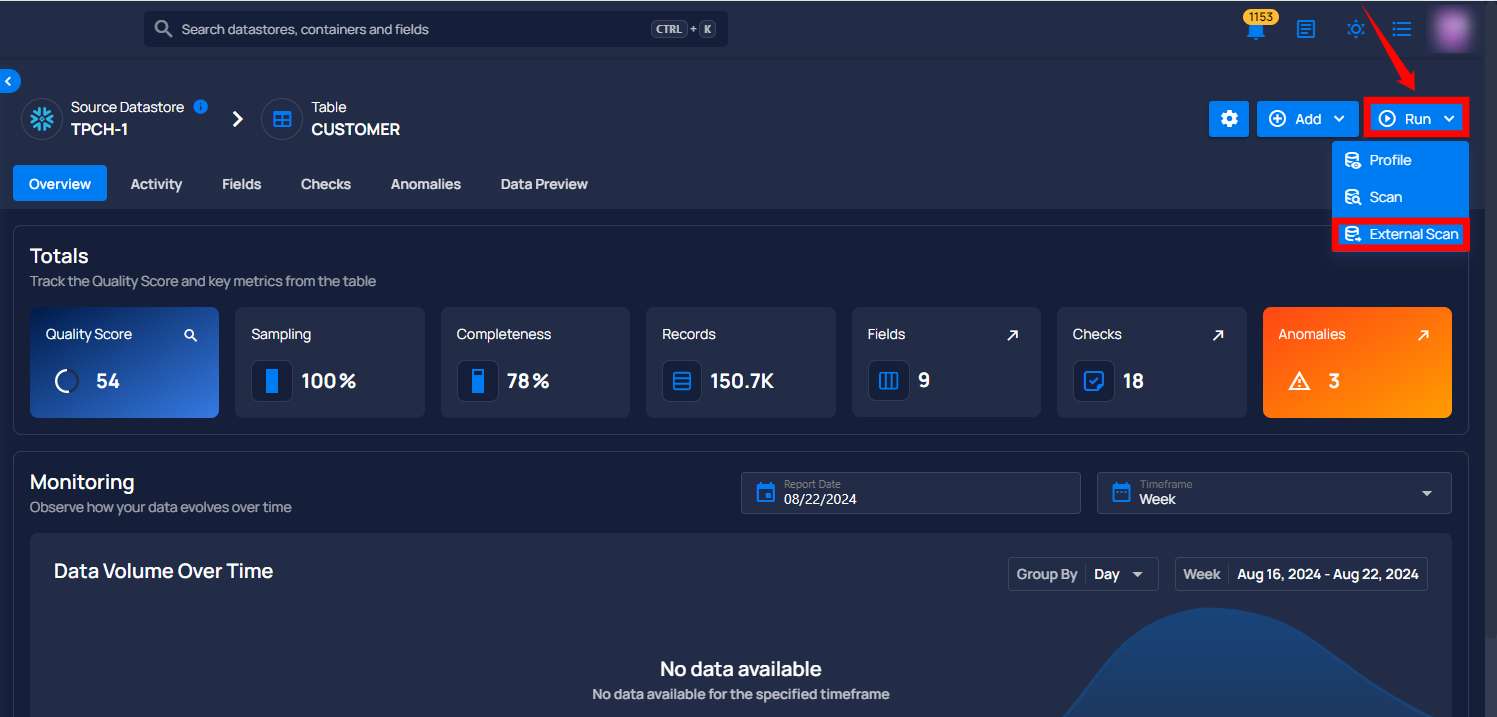 1153
Search datastores, containers and fields CTRL + K
Source Datastore
TPCH-1
Table
CUSTOMER
Add
Run
Profile
Scan
External Scan
Overview Activity Fields Checks Anomalies Data Preview
Totals
Track the Quality Score and key metrics from the table
Quality Score
54
Sampling
100%
Completeness
78%
Records
150.7K
Fields
9
Checks
18
Anomalies
3
Monitoring
Observe how your data evolves over time
Report Date
08/22/2024
Timeframe
Week
Data Volume Over Time
Group By Day
Week Aug 16, 2024 - Aug 22, 2024
No data available
No data available for the specified timeframe